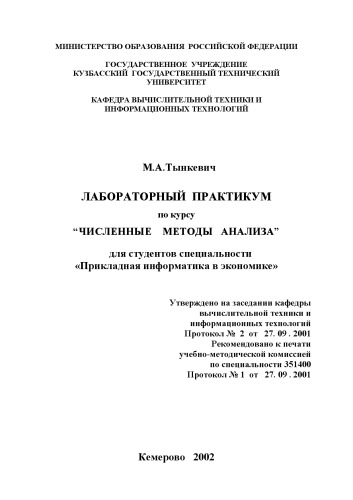 МИНИСТЕРСТВО ОБРАЗОВАНИЯ РОССИЙСКОЙ ФЕДЕРАЦИИ
ГОСУДАРСТВЕННОЕ УЧРЕЖДЕНИЕ
КУЗБАССКИЙ ГОСУДАРСТВЕННЫЙ ТЕХНИЧЕСКИЙ
УНИВЕРСИТЕТ
КАФЕДРА ВЫЧИСЛИТЕЛЬНОЙ ТЕХНИКИ И
ИНФОРМАЦИОННЫХ ТЕХНОЛОГИЙ
М.А.Тынкевич
ЛАБОРАТОРНЫЙ ПРАКТИКУМ
по курсу
“ЧИСЛЕННЫЕ МЕТОДЫ АНАЛИЗА”
для студентов специальности
«Прикладная информатика в экономике»
Утверждено на заседании кафедры
вычислительной техники и
информационных технологий
Протокол № 2 от 27. 09 . 2001
Рекомендовано к печати
учебно-методической комиссией
по специальности 351400
Протокол № 1 от 27. 09 . 2001
Кемерово 2002